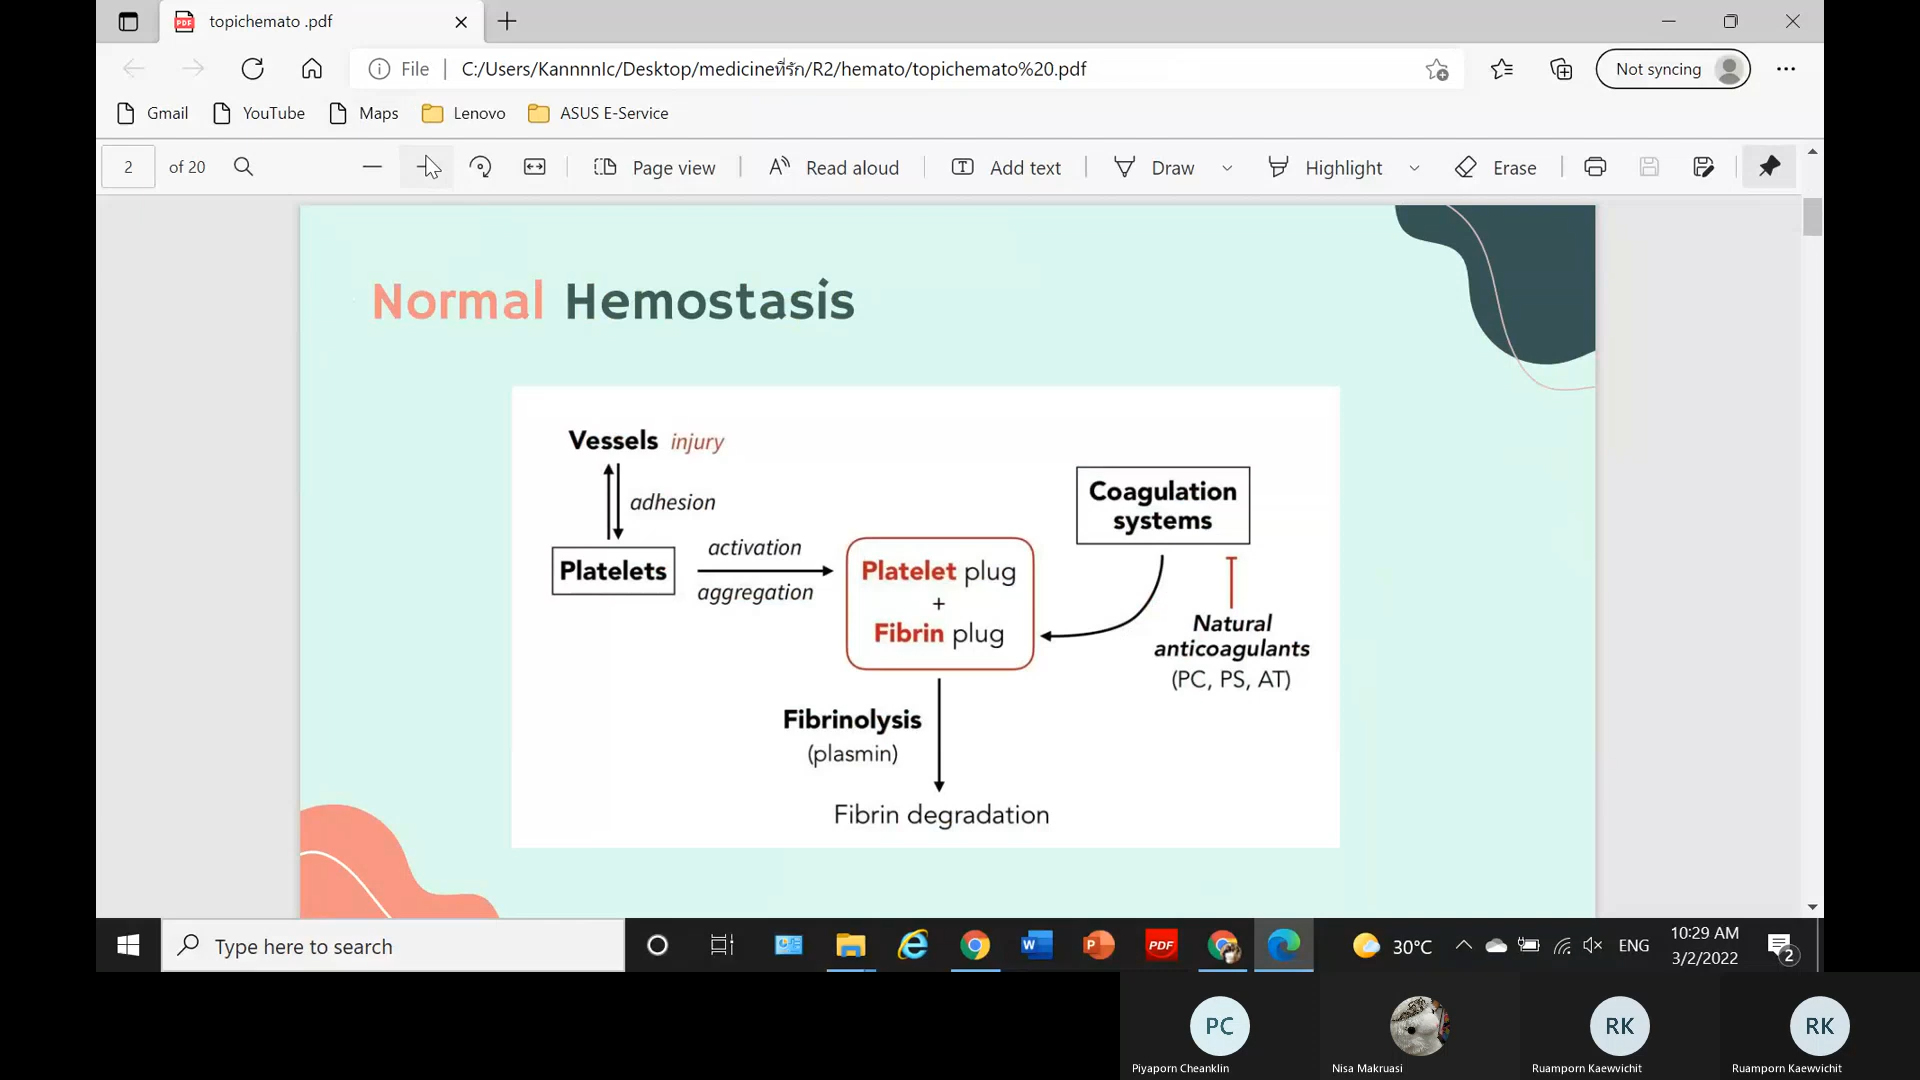 topichemato .pdf
File
C:/Users/KannnnIc/Desktop/medicineที่รัก/R2/hemato/topichemato%20.pdf
Not syncing
Gmail
YouTube
Maps
Lenovo
ASUS E-Service
2
of 20
Page view
Read aloud
Add text
Draw
Highlight
Erase
Normal Hemostasis
Vessels injury
adhesion
Platelets
activation
aggregation
Platelet plug
+
Fibrin plug
Coagulation
systems
Natural
anticoagulants
(PC, PS, AT)
Fibrinolysis
(plasmin)
Fibrin degradation
Type here to search
PDF
30°C
ENG
10:29 AM
3/2/2022
2
PC
RK
RK
Piyaporn Cheanklin
Nisa Makruasi
Ruamporn Kaewvichit
Ruamporn Kaewvichit